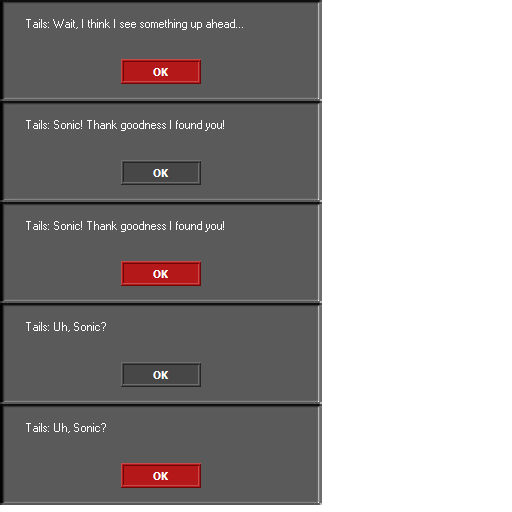 Tails: Wait, I think I see something up ahead...
OK
Tails: Sonic! Thank goodness I found you!
OK
Tails: Sonic! Thank goodness I found you!
OK
Tails: Uh, Sonic?
OK
Tails: Uh, Sonic?
OK